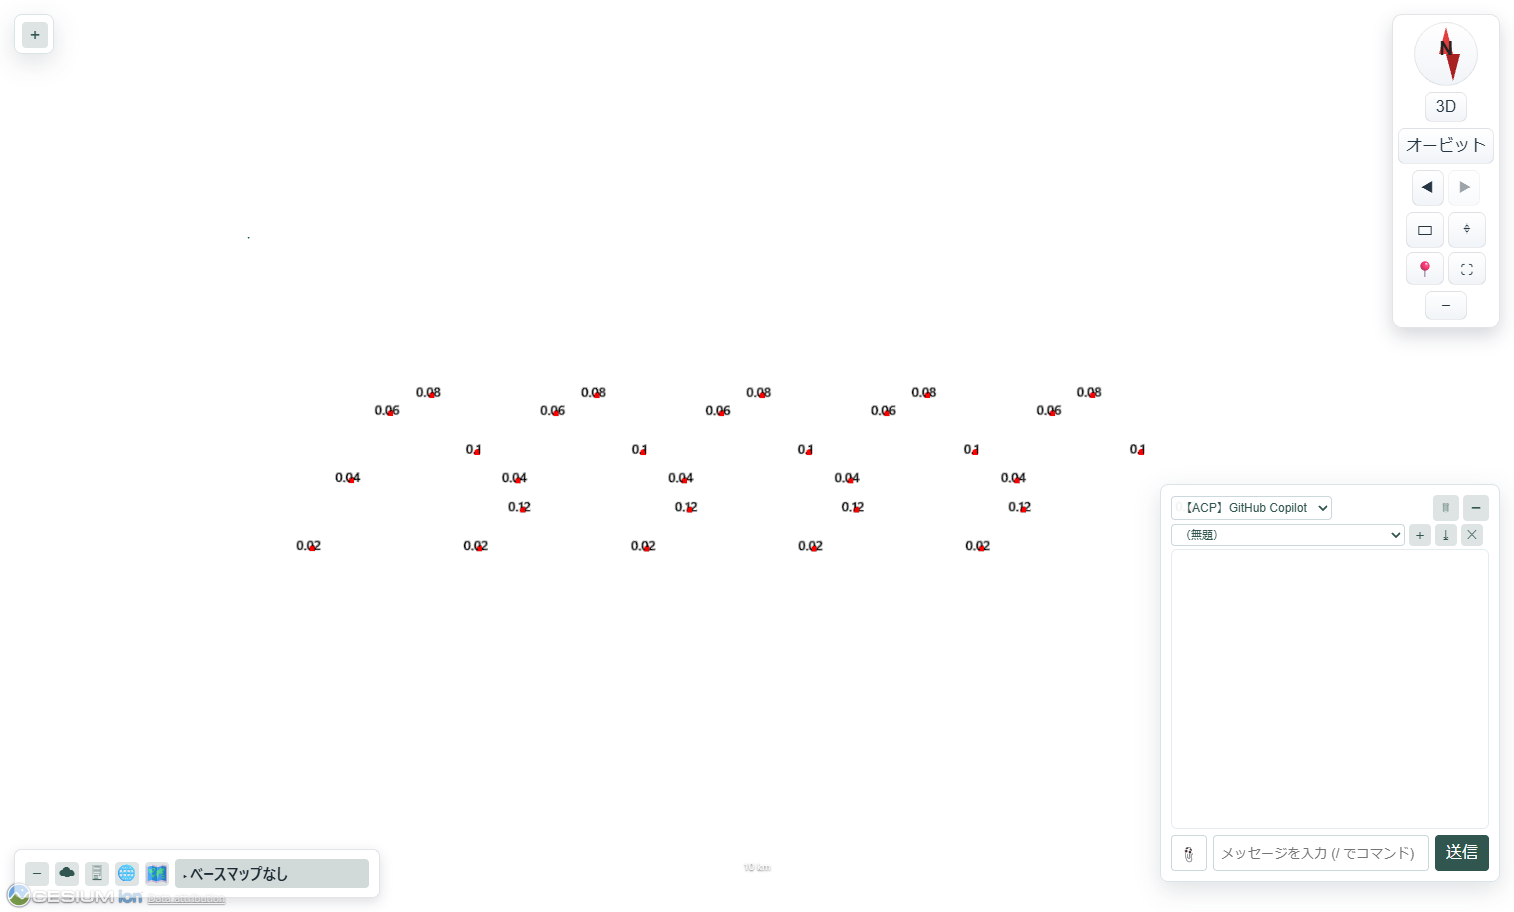 +
N
3D
オービット
−
0.08 0.08 0.08 0.08 0.08
0.06 0.06 0.06 0.06 0.06
0.1 0.1 0.1 0.1 0.1
0.04 0.04 0.04 0.04 0.04
0.12 0.12 0.12 0.12
0.02 0.02 0.02 0.02 0.02
【ACP】GitHub Copilot
−
（無題）
+
メッセージを入力 (/ でコマンド)
送信
10 km
−
ベースマップなし
CESIUM ion Data attribution